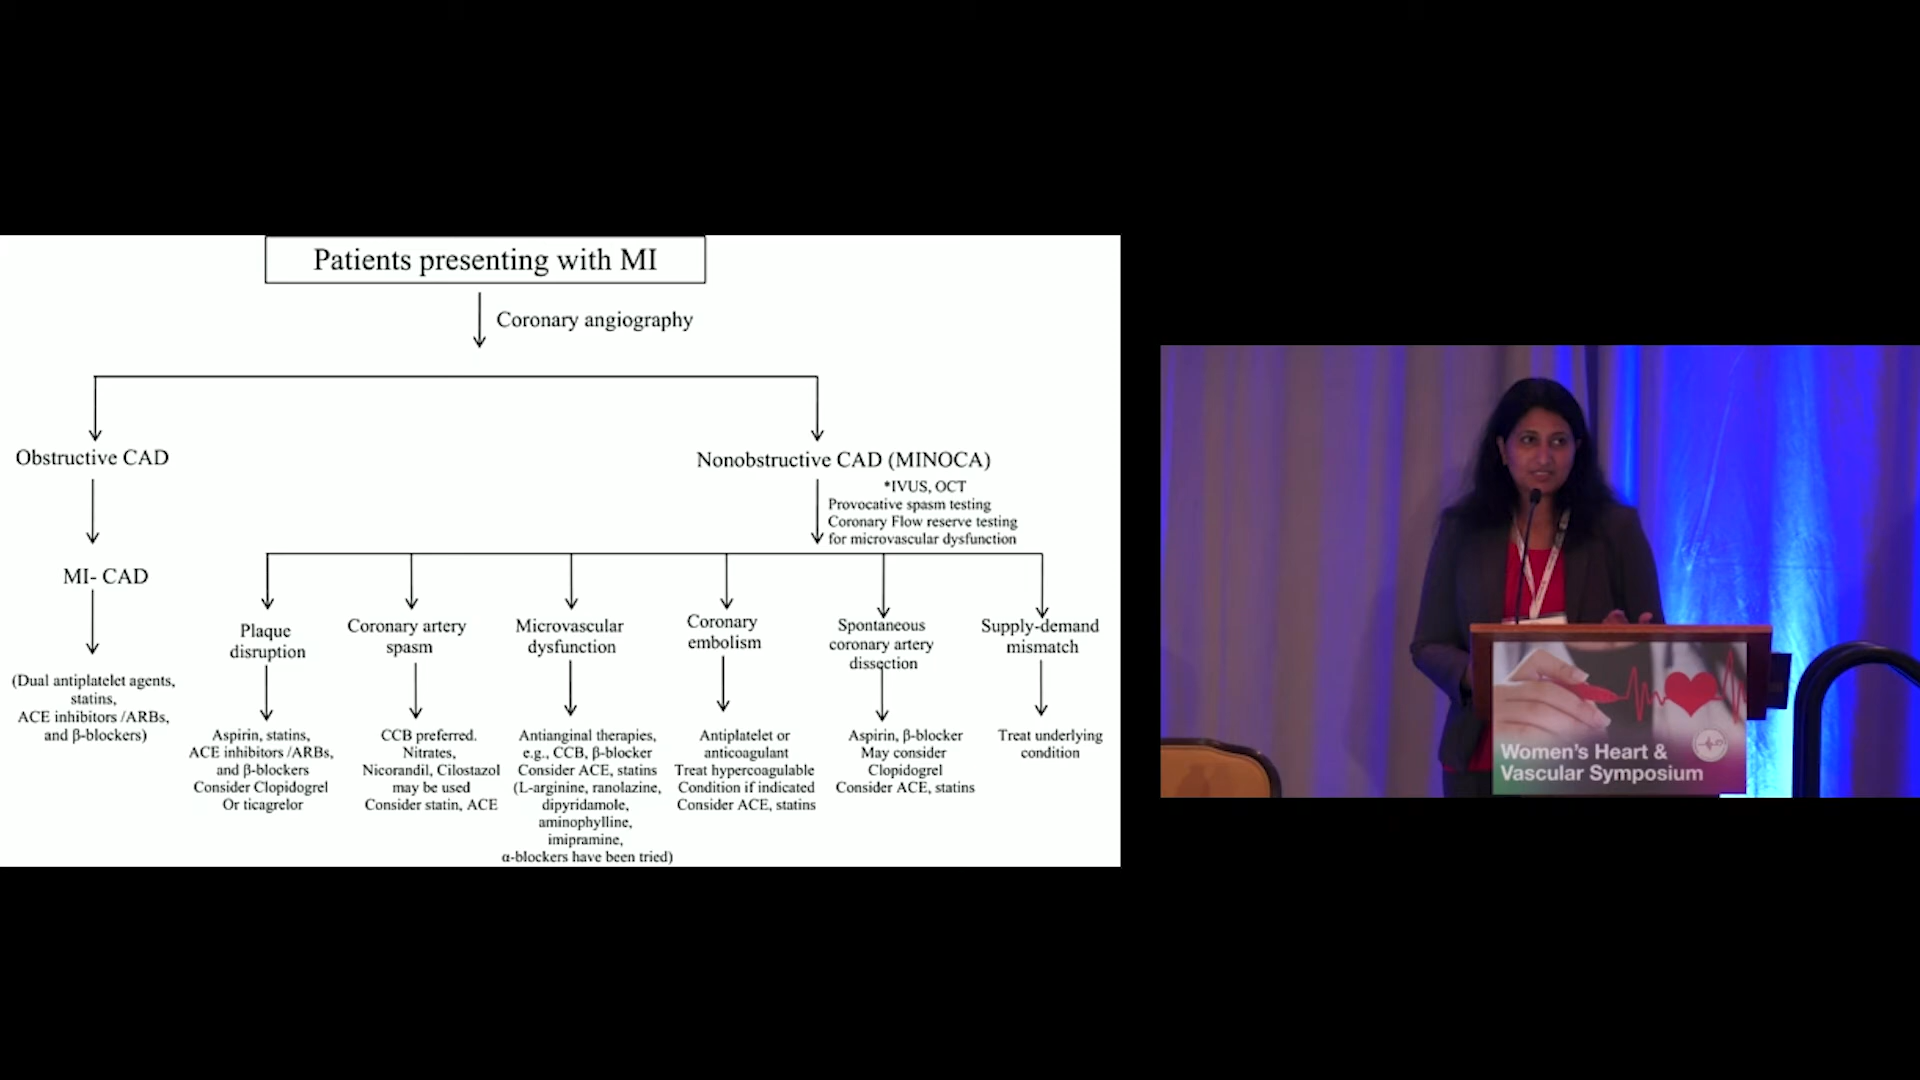 Patients presenting with MI
Coronary angiography
Obstructive CAD
Nonobstructive CAD (MINOCA)
*IVUS, OCT
Provocative spasm testing
Coronary Flow reserve testing
for microvascular dysfunction
MI- CAD
(Dual antiplatelet agents,
statins,
ACE inhibitors /ARBs,
and β-blockers)
Plaque
disruption
Aspirin, statins,
ACE inhibitors /ARBs,
and β-blockers
Consider Clopidogrel
Or ticagrelor
Coronary artery
spasm
CCB preferred.
Nitrates,
Nicorandil, Cilostazol
may be used
Consider statin, ACE
Microvascular
dysfunction
Antianginal therapies,
e.g., CCB, β-blocker
Consider ACE, statins
(L-arginine, ranolazine,
dipyridamole,
aminophylline,
imipramine,
α-blockers have been tried)
Coronary
embolism
Antiplatelet or
anticoagulant
Treat hypercoagulable
Condition if indicated
Consider ACE, statins
Spontaneous
coronary artery
dissection
Aspirin, β-blocker
May consider
Clopidogrel
Consider ACE, statins
Supply-demand
mismatch
Treat underlying
condition
Women's Heart &
Vascular Symposium